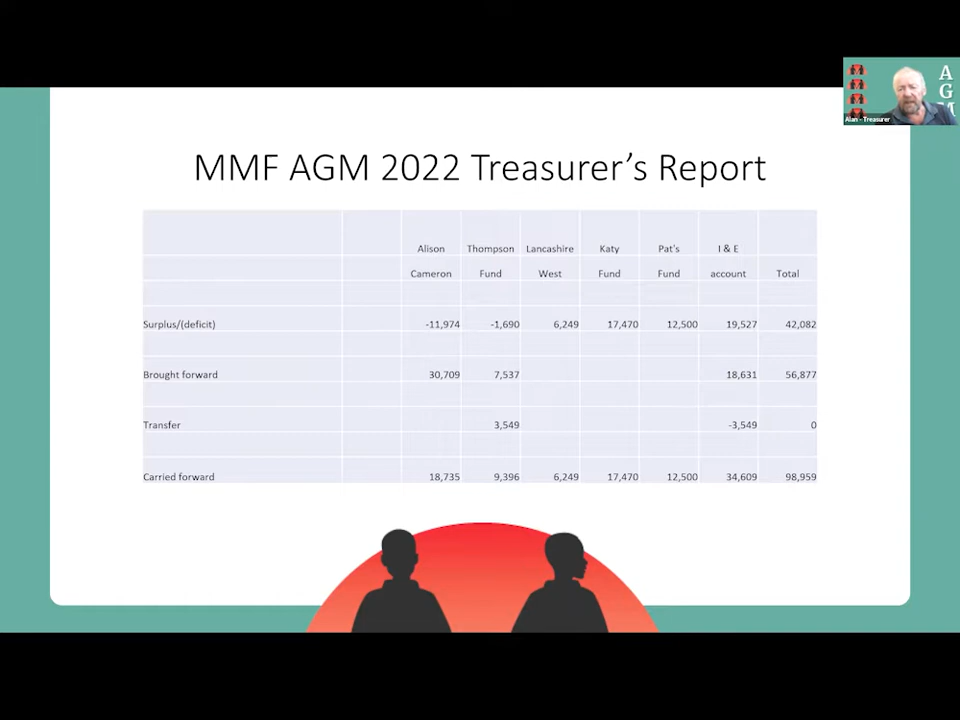 A
G
M
Alan - Treasurer
MMF AGM 2022 Treasurer's Report
Alison Thompson Lancashire Katy Pat's I & E
Cameron Fund West Fund Fund account Total
Surplus/(deficit) -11,974 -1,690 6,249 17,470 12,500 19,527 42,082
Brought forward 30,709 7,537 18,631 56,877
Transfer 3,549 -3,549 0
Carried forward 18,735 9,396 6,249 17,470 12,500 34,609 98,959